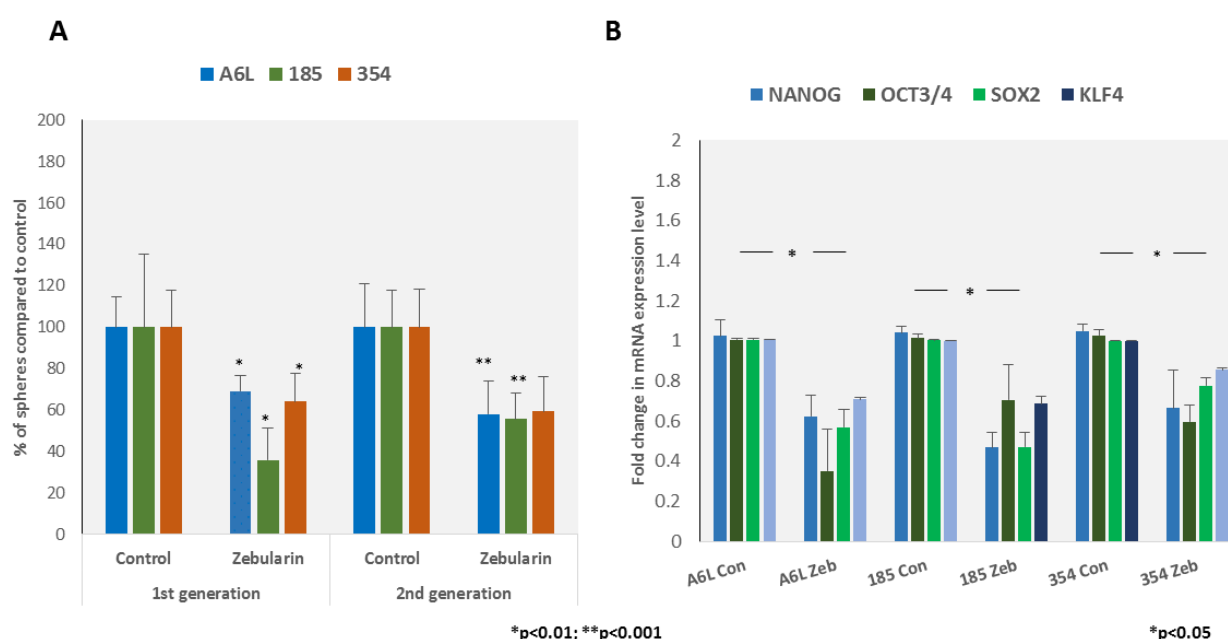 A
A6L 185 354
% of spheres compared to control
200
180
160
140
120
100
80
60
40
20
0
* * *
** **
Control Zebularin Control Zebularin
1st generation 2nd generation
*p<0.01; **p<0.001
B
NANOG OCT3/4 SOX2 KLF4
Fold change in mRNA expression level
2
1.8
1.6
1.4
1.2
1
0.8
0.6
0.4
0.2
0
* * *
A6L Con A6L Zeb 185 Con 185 Zeb 354 Con 354 Zeb
*p<0.05